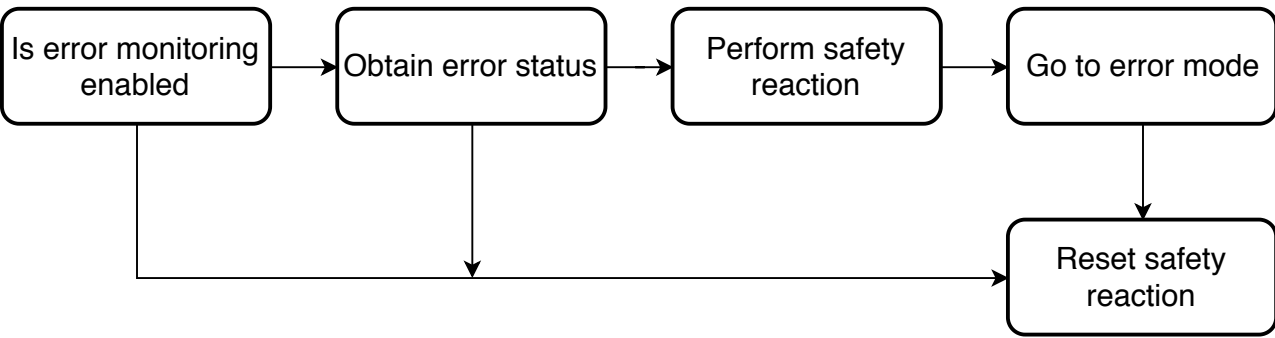 Is error monitoring
enabled
Obtain error status
Perform safety
reaction
Go to error mode
Reset safety
reaction